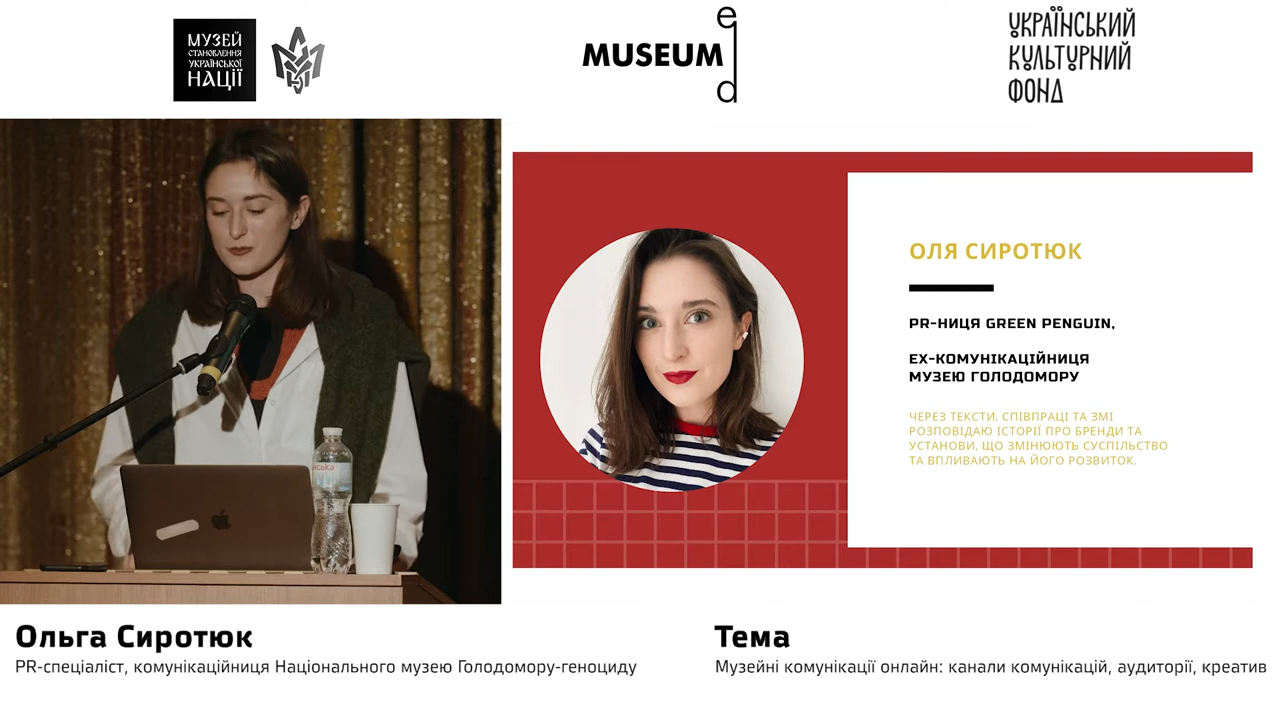 МУЗЕЙ
СТАНОВЛЕННЯ
УКРАЇНСЬКОЇ
НАЦІЇ
MUSEUM
ed
УКРАЇНСЬКИЙ
КУЛЬТУРНИЙ
ФОНД
ОЛЯ СИРОТЮК
PR-НИЦЯ GREEN PENGUIN,
EX-КОМУНІКАЦІЙНИЦЯ
МУЗЕЮ ГОЛОДОМОРУ
ЧЕРЕЗ ТЕКСТИ, СПІВПРАЦІ ТА ЗМІ
РОЗПОВІДАЮ ІСТОРІЇ ПРО БРЕНДИ ТА
УСТАНОВИ, ЩО ЗМІНЮЮТЬ СУСПІЛЬСТВО
ТА ВПЛИВАЮТЬ НА ЙОГО РОЗВИТОК.
Ольга Сиротюк
PR-спеціаліст, комунікаційниця Національного музею Голодомору-геноциду
Тема
Музейні комунікації онлайн: канали комунікацій, аудиторії, креатив